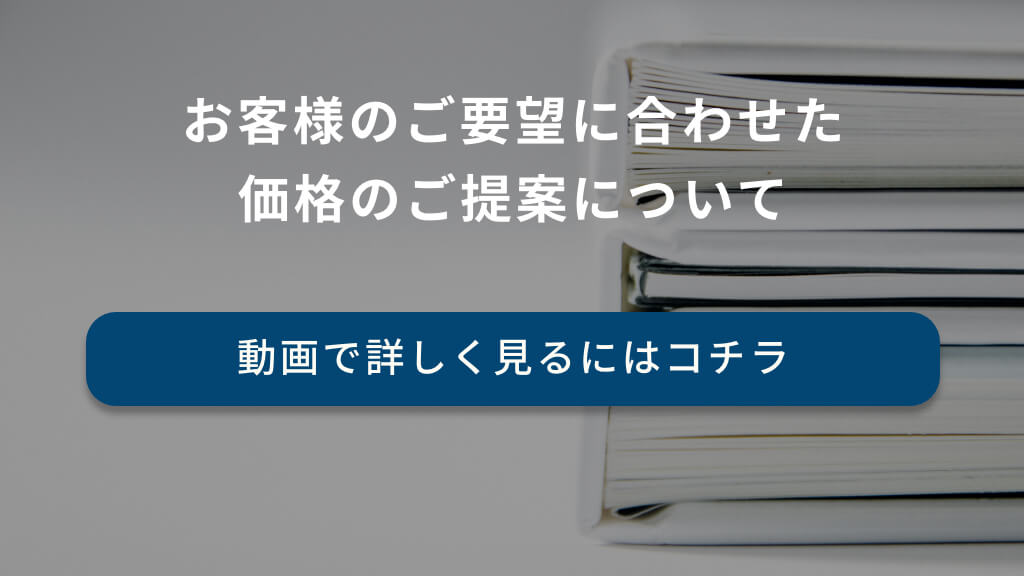 お客様のご要望に合わせた
価格のご提案について
動画で詳しく見るにはコチラ